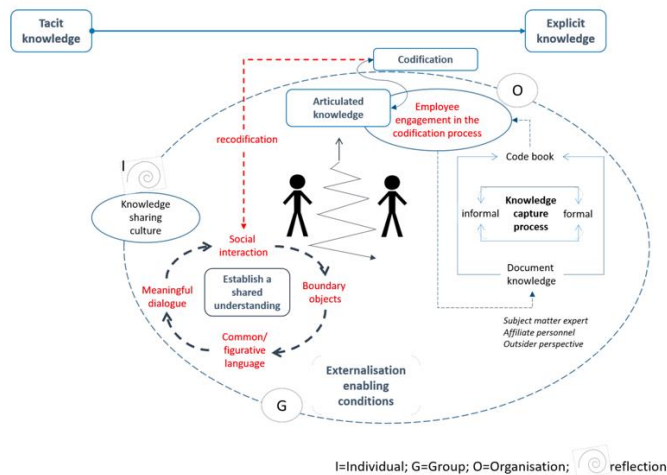 Tacit
knowledge
Explicit
knowledge
Codification
O
Articulated
knowledge
Employee
engagement in the
codification process
recodification
I
Code book
Knowledge
sharing
culture
Knowledge
capture
process
informal
formal
Social
interaction
Establish a
shared
understanding
Meaningful
dialogue
Boundary
objects
Document
knowledge
Common/
figurative
language
Subject matter expert
Affiliate personnel
Outsider perspective
Externalisation
enabling
conditions
G
I=Individual; G=Group; O=Organisation; reflection